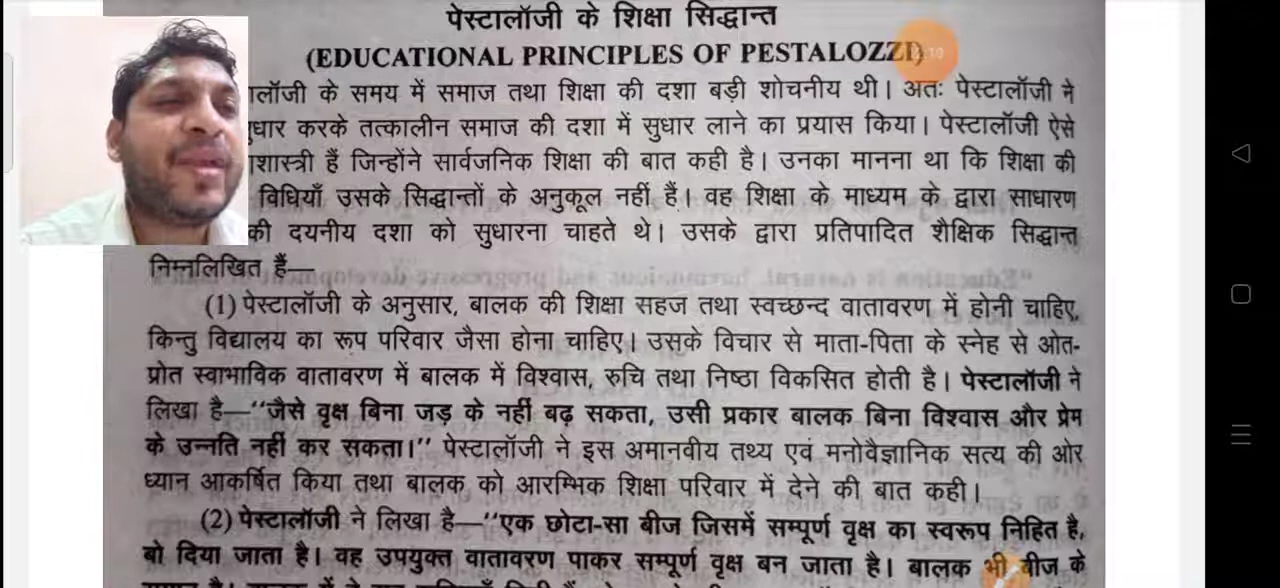 पेस्टालॉजी के शिक्षा सिद्धान्त
(EDUCATIONAL PRINCIPLES OF PESTALOZZI)
के समय में समाज तथा शिक्षा की दशा बड़ी शोचनीय थी। अतः पेस्टालॉजी ने
करके तत्कालीन समाज की दशा में सुधार लाने का प्रयास किया। पेस्टालॉजी ऐसे
हैं जिन्होंने सार्वजनिक शिक्षा की बात कही है। उनका मानना था कि शिक्षा की
विधियाँ उसके सिद्धान्तों के अनुकूल नहीं हैं। वह शिक्षा के माध्यम के द्वारा साधारण
की दयनीय दशा को सुधारना चाहते थे। उसके द्वारा प्रतिपादित शैक्षिक सिद्धान्त
निम्नलिखित हैं—
(1) पेस्टालॉजी के अनुसार, बालक की शिक्षा सहज तथा स्वच्छन्द वातावरण में होनी चाहिए,
किन्तु विद्यालय का रूप परिवार जैसा होना चाहिए। उसके विचार से माता-पिता के स्नेह से ओत-
प्रोत स्वाभाविक वातावरण में बालक में विश्वास, रुचि तथा निष्ठा विकसित होती है। पेस्टालॉजी ने
लिखा है—“जैसे वृक्ष बिना जड़ के नहीं बढ़ सकता, उसी प्रकार बालक बिना विश्वास और प्रेम
के उन्नति नहीं कर सकता।” पेस्टालॉजी ने इस अमानवीय तथ्य एवं मनोवैज्ञानिक सत्य की ओर
ध्यान आकर्षित किया तथा बालक को आरम्भिक शिक्षा परिवार में देने की बात कही।
(2) पेस्टालॉजी ने लिखा है—“एक छोटा-सा बीज जिसमें सम्पूर्ण वृक्ष का स्वरूप निहित है,
बो दिया जाता है। वह उपयुक्त वातावरण पाकर सम्पूर्ण वृक्ष बन जाता है। बालक भी बीज के